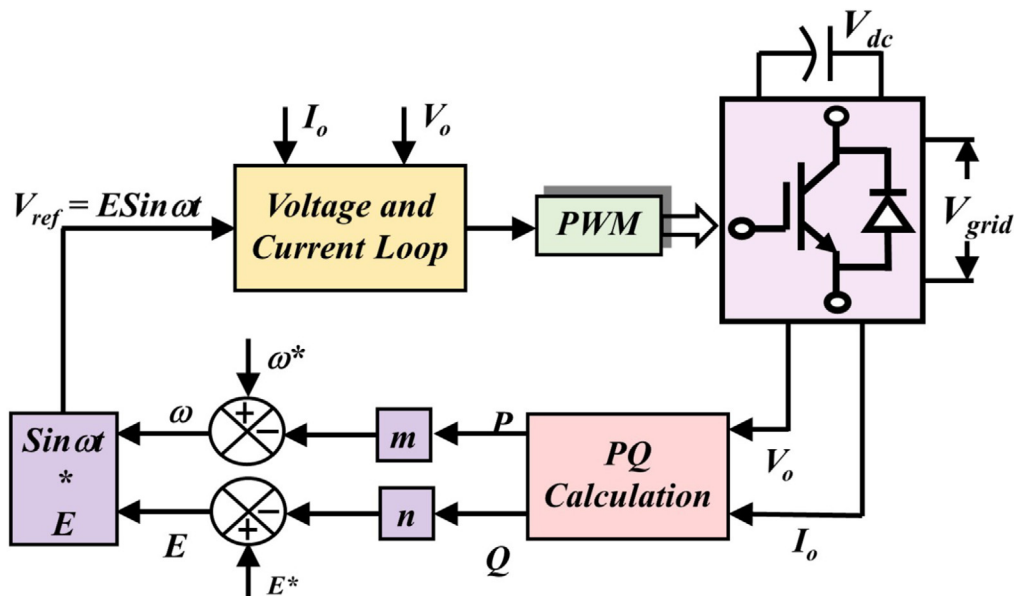 V_dc
I_o
V_o
V_ref = ESinωt
Voltage and
Current Loop
PWM
V_grid
ω*
+
−
ω
m
P
Sinωt
*
E
PQ
Calculation
V_o
−
+
E
n
Q
I_o
E*